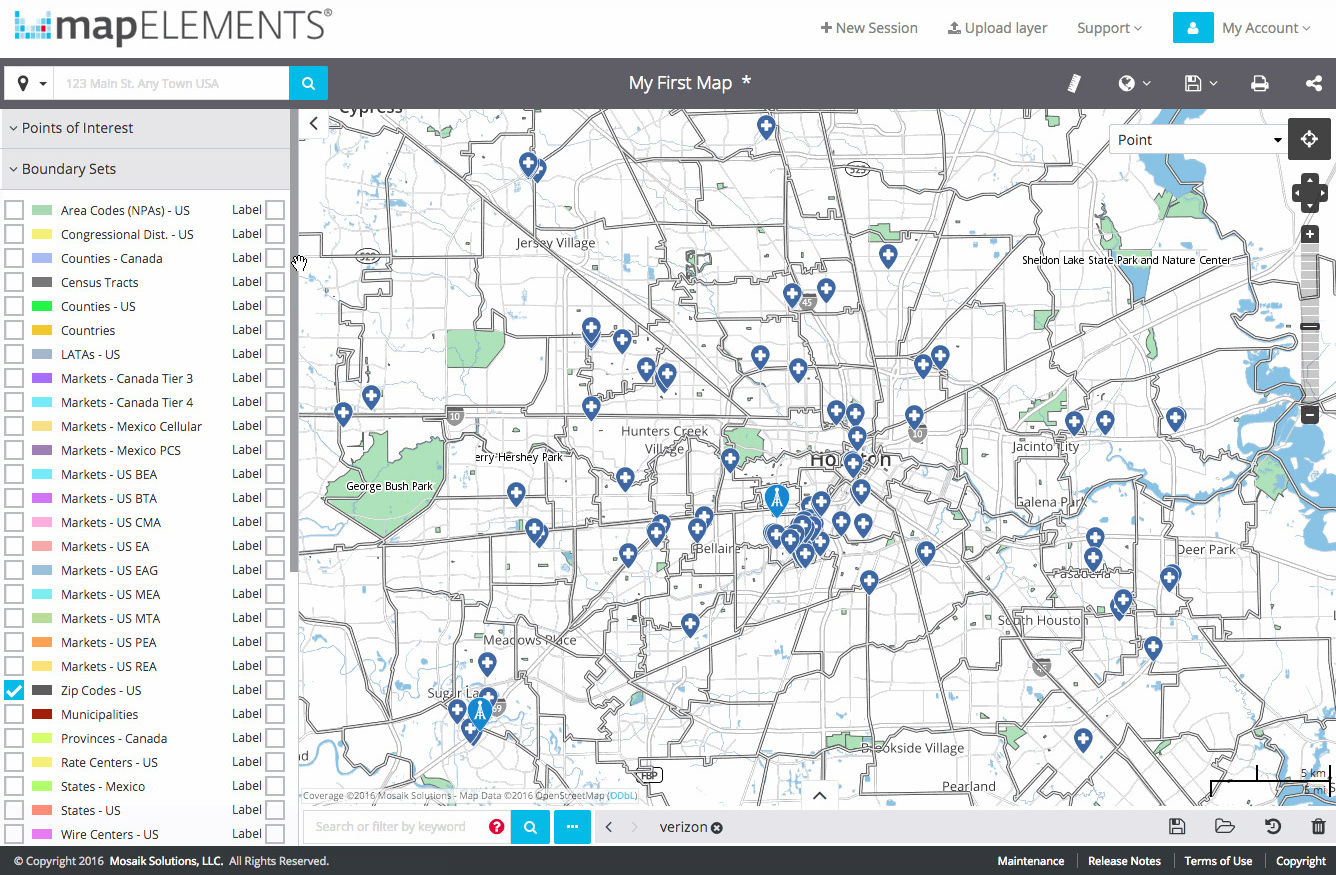 mapELEMENTS®
New Session
Upload layer
Support
My Account
123 Main St. Any Town USA
My First Map *
Points of Interest
Boundary Sets
Area Codes (NPAs) - US Label
Congressional Dist. - US Label
Counties - Canada Label
Census Tracts Label
Counties - US Label
Countries Label
LATAs - US Label
Markets - Canada Tier 3 Label
Markets - Canada Tier 4 Label
Markets - Mexico Cellular Label
Markets - Mexico PCS Label
Markets - US BEA Label
Markets - US BTA Label
Markets - US CMA Label
Markets - US EA Label
Markets - US EAG Label
Markets - US MEA Label
Markets - US MTA Label
Markets - US PEA Label
Markets - US REA Label
Zip Codes - US Label
Municipalities Label
Provinces - Canada Label
Rate Centers - US Label
States - Mexico Label
States - US Label
Wire Centers - US Label
Cypress
Point
Jersey Village
529
Sheldon Lake State Park and Nature Center
45
10
Hunters Creek
Village
10
Jacinto City
erry Hershey Park
George Bush Park
Galena Park
Bellaire
Deer Park
Pasadena
South Houston
Meadows Place
Sugar La
69
Brookside Village
FBP
Pearland
5 km
5 mi
Coverage ©2016 Mosaik Solutions - Map Data ©2016 OpenStreetMap (ODbL)
Search or filter by keyword
verizon
© Copyright 2016 Mosaik Solutions, LLC. All Rights Reserved.
Maintenance
Release Notes
Terms of Use
Copyright